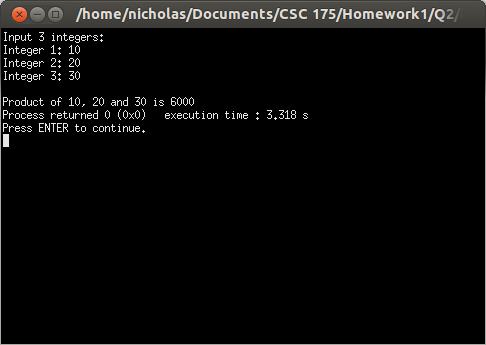 /home/nicholas/Documents/CSC 175/Homework1/Q2/
Input 3 integers:
Integer 1: 10
Integer 2: 20
Integer 3: 30
Product of 10, 20 and 30 is 6000
Process returned 0 (0x0)   execution time : 3.318 s
Press ENTER to continue.